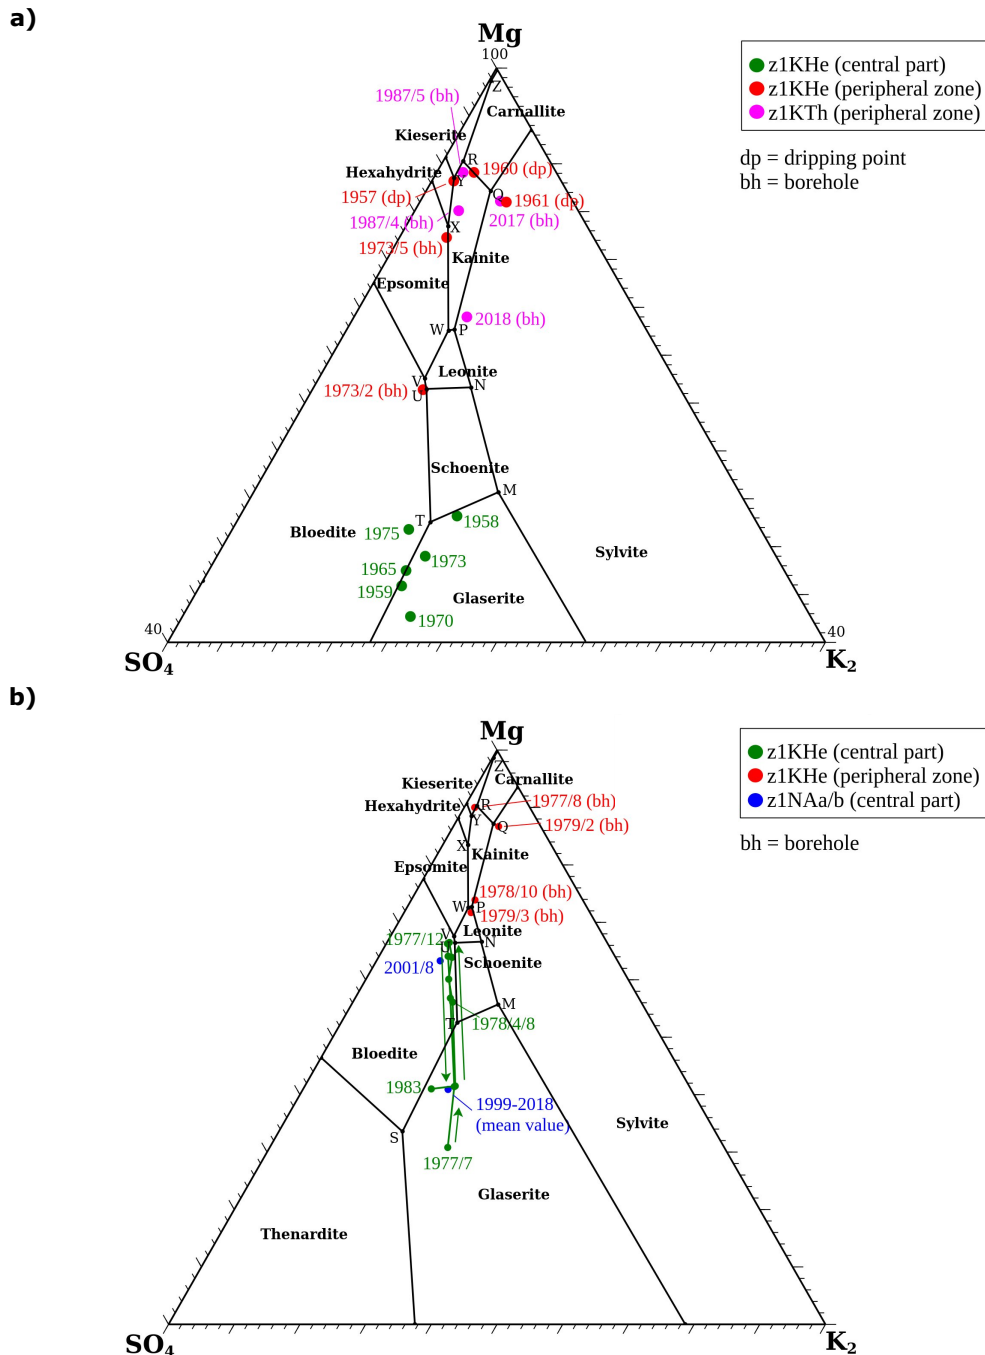 a)
Mg
100
z1KHe (central part)
z1KHe (peripheral zone)
z1KTh (peripheral zone)
dp = dripping point
bh = borehole
Z
1987/5 (bh)
Carnallite
Kieserite
R
1960 (dp)
Hexahydrite
Y
1957 (dp)
Q
1961 (dp)
1987/4 (bh)
2017 (bh)
X
1973/5 (bh)
Kainite
Epsomite
2018 (bh)
W
P
Leonite
V
N
1973/2 (bh)
U
Schoenite
M
T
1958
Bloedite
1975
Sylvite
1973
1965
1959
Glaserite
1970
40
40
SO4
K2
b)
Mg
z1KHe (central part)
z1KHe (peripheral zone)
z1NAa/b (central part)
bh = borehole
Z
Carnallite
Kieserite
Hexahydrite
R
1977/8 (bh)
Y
Q
1979/2 (bh)
X
Kainite
Epsomite
1978/10 (bh)
W
P
1979/3 (bh)
Leonite
V
1977/12
N
U
2001/8
Schoenite
M
T
1978/4/8
Bloedite
1983
1999-2018
(mean value)
Sylvite
S
1977/7
Glaserite
Thenardite
SO4
K2